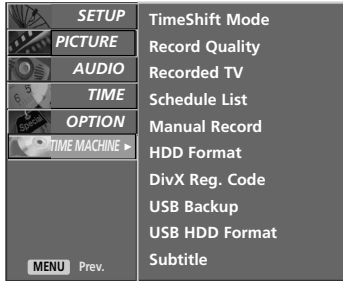 SETUP
PICTURE
AUDIO
TIME
OPTION
Special
TIME MACHINE ►
MENU Prev.
TimeShift Mode
Record Quality
Recorded TV
Schedule List
Manual Record
HDD Format
DivX Reg. Code
USB Backup
USB HDD Format
Subtitle